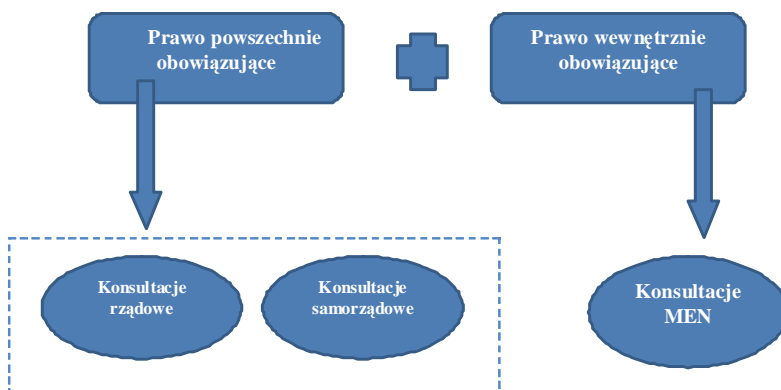 Prawo powszechnie
obowiązujące
Prawo wewnętrznie
obowiązujące
Konsultacje
rządowe
Konsultacje
samorządowe
Konsultacje
MEN